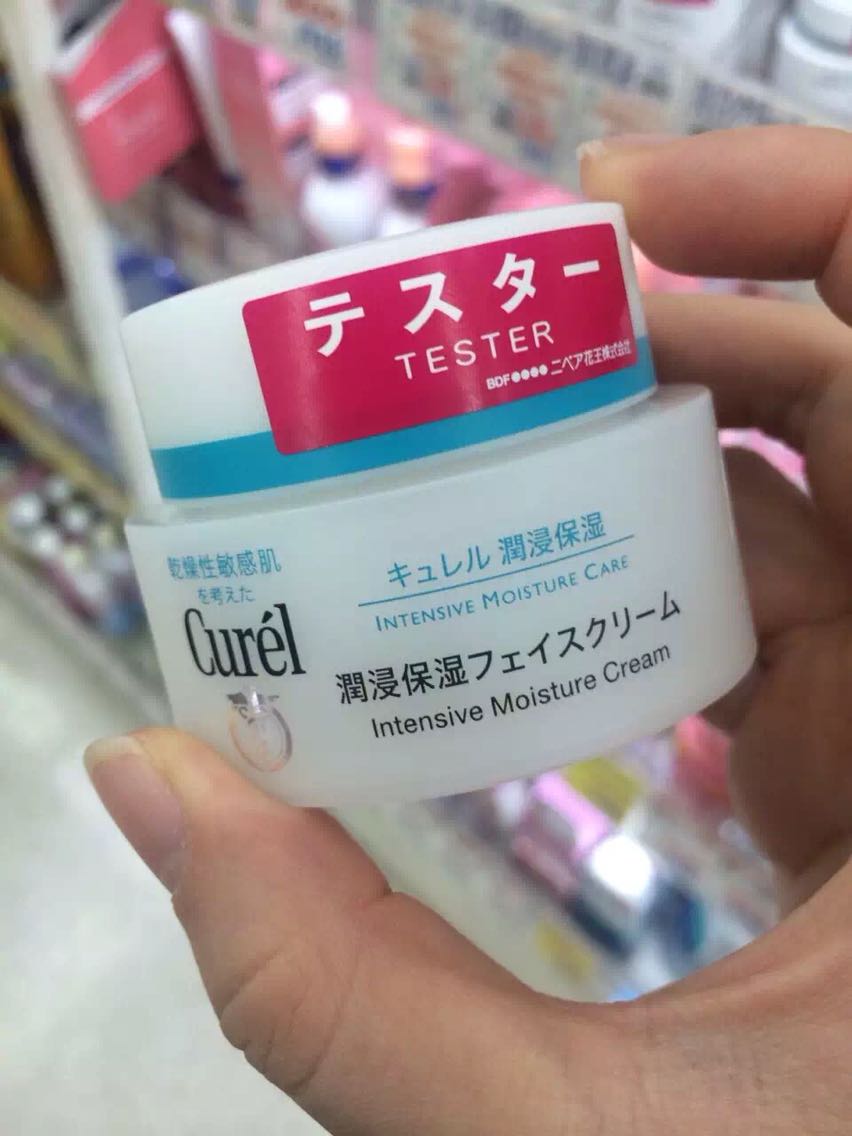 テスター
TESTER
BDF●●●● ニベア花王株式会社
乾燥性敏感肌
を考えた
Curél
キュレル 潤浸保湿
INTENSIVE MOISTURE CARE
潤浸保湿フェイスクリーム
Intensive Moisture Cream